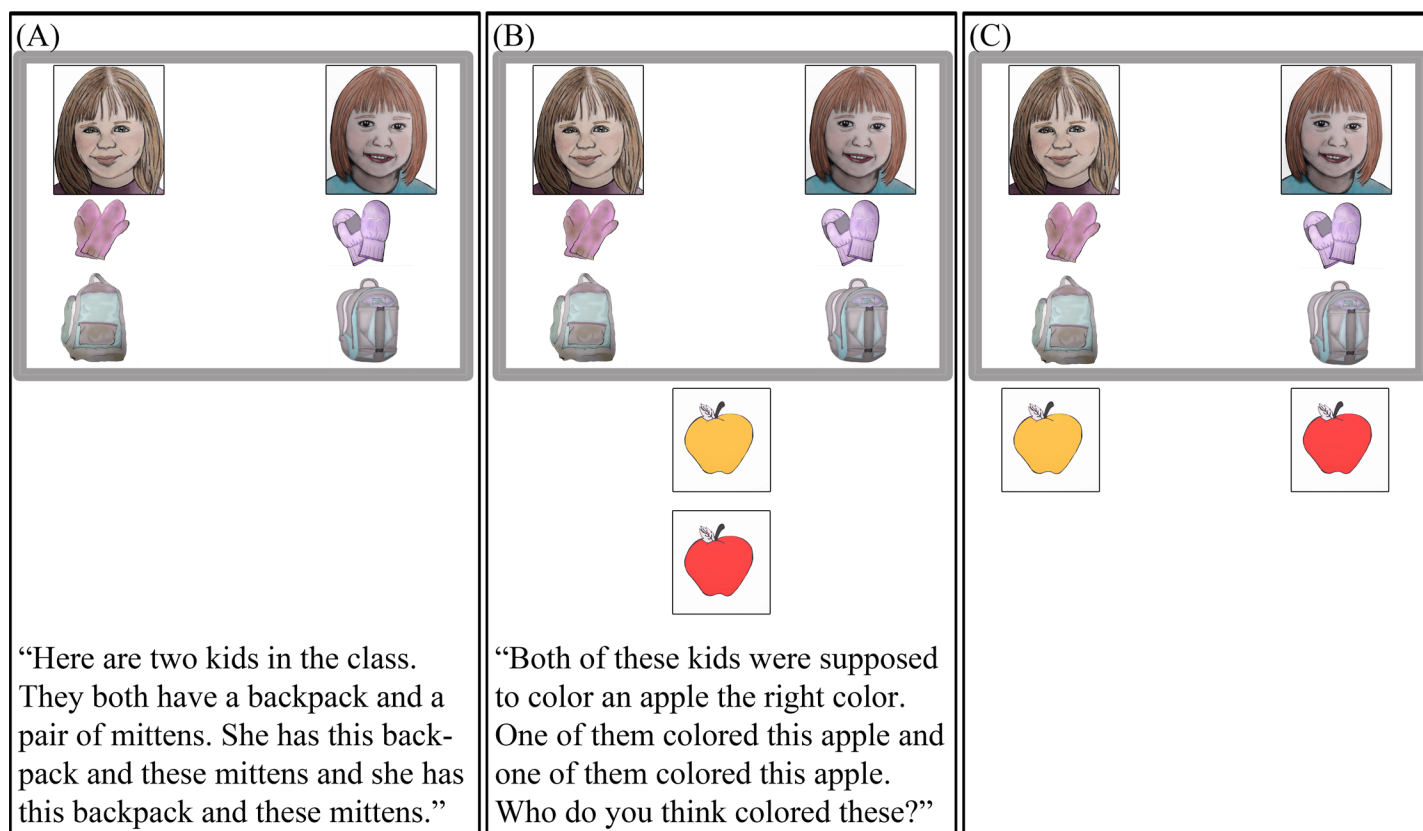 (A)
“Here are two kids in the class.
They both have a backpack and a
pair of mittens. She has this back-
pack and these mittens and she has
this backpack and these mittens.”
(B)
“Both of these kids were supposed
to color an apple the right color.
One of them colored this apple and
one of them colored this apple.
Who do you think colored these?”
(C)